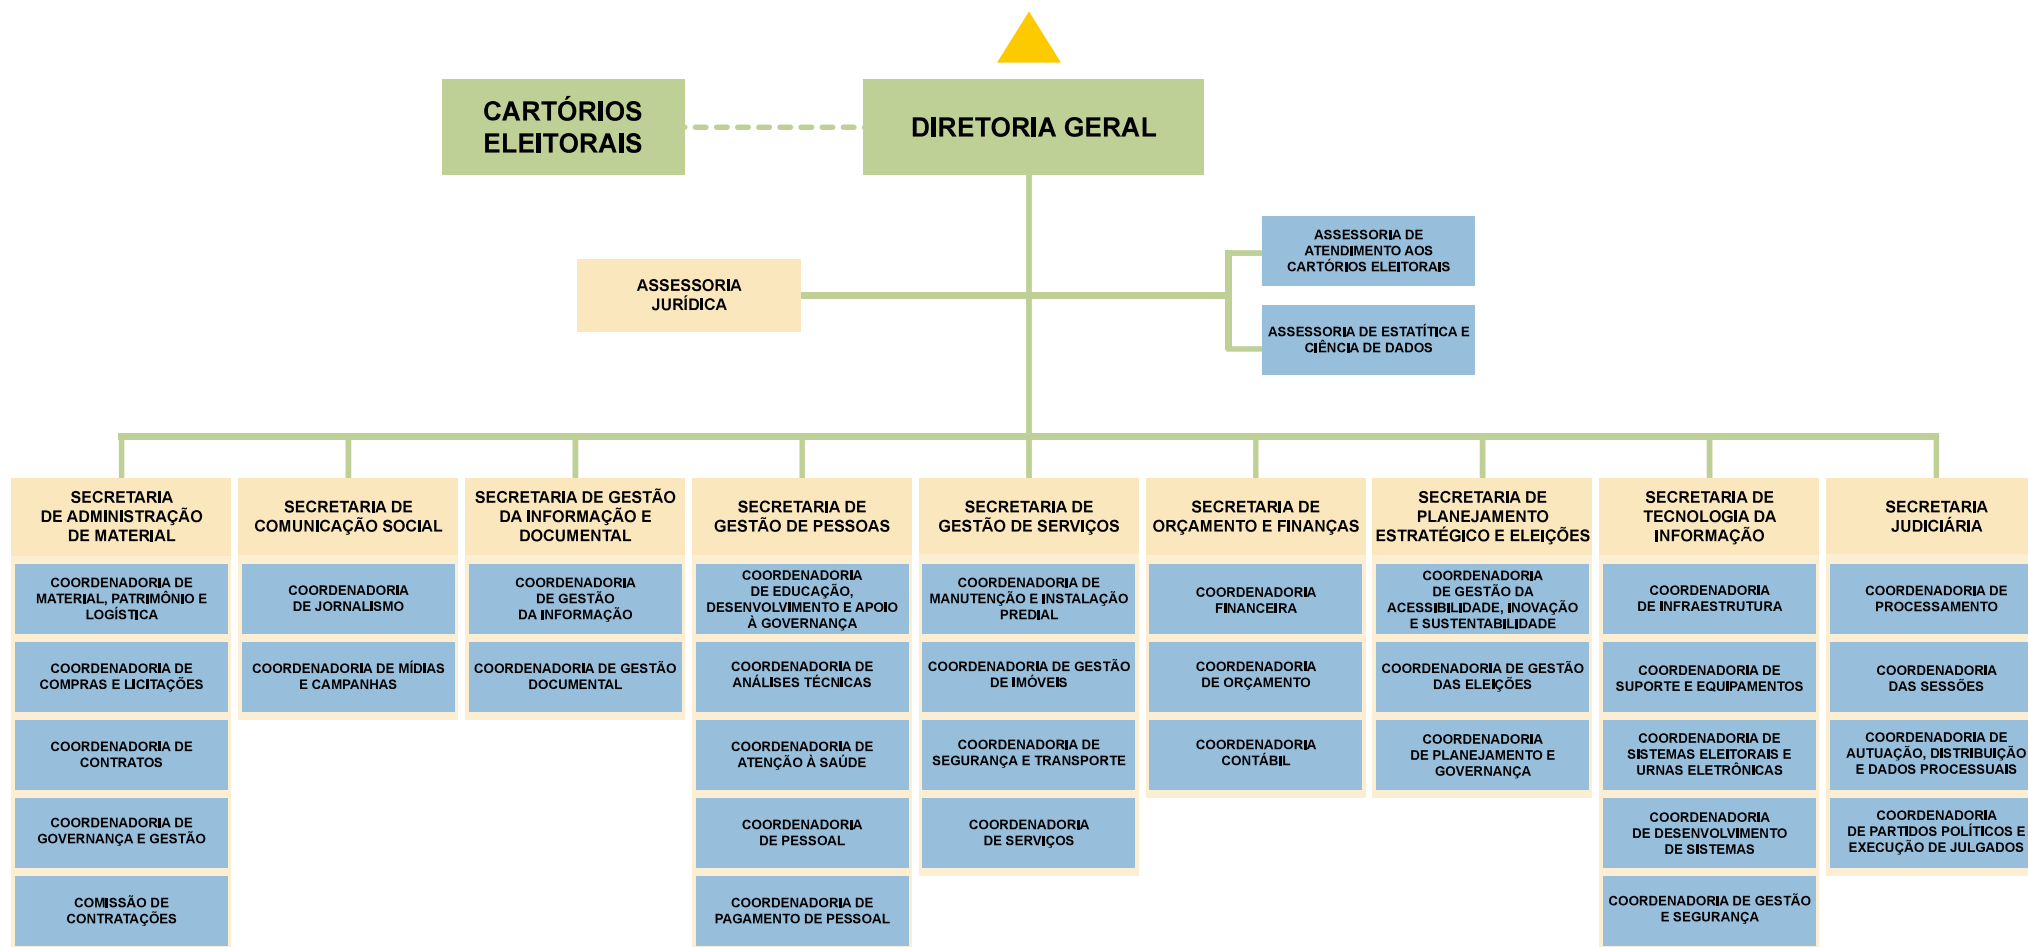 CARTÓRIOS
ELEITORAIS
DIRETORIA GERAL
ASSESSORIA DE
ATENDIMENTO AOS
CARTÓRIOS ELEITORAIS
ASSESSORIA
JURÍDICA
ASSESSORIA DE ESTATÍTICA E
CIÊNCIA DE DADOS
SECRETARIA
DE ADMINISTRAÇÃO
DE MATERIAL
COORDENADORIA DE
MATERIAL, PATRIMÔNIO E
LOGÍSTICA
COORDENADORIA DE
COMPRAS E LICITAÇÕES
COORDENADORIA DE
CONTRATOS
COORDENADORIA DE
GOVERNANÇA E GESTÃO
COMISSÃO DE
CONTRATAÇÕES
SECRETARIA DE
COMUNICAÇÃO SOCIAL
COORDENADORIA
DE JORNALISMO
COORDENADORIA DE MÍDIAS
E CAMPANHAS
SECRETARIA DE GESTÃO
DA INFORMAÇÃO E
DOCUMENTAL
COORDENADORIA
DE GESTÃO
DA INFORMAÇÃO
COORDENADORIA DE GESTÃO
DOCUMENTAL
SECRETARIA DE
GESTÃO DE PESSOAS
COORDENADORIA
DE EDUCAÇÃO,
DESENVOLVIMENTO E APOIO
À GOVERNANÇA
COORDENADORIA DE
ANÁLISES TÉCNICAS
COORDENADORIA DE
ATENÇÃO À SAÚDE
COORDENADORIA
DE PESSOAL
COORDENADORIA DE
PAGAMENTO DE PESSOAL
SECRETARIA DE
GESTÃO DE SERVIÇOS
COORDENADORIA DE
MANUTENÇÃO E INSTALAÇÃO
PREDIAL
COORDENADORIA DE GESTÃO
DE IMÓVEIS
COORDENADORIA DE
SEGURANÇA E TRANSPORTE
COORDENADORIA
DE SERVIÇOS
SECRETARIA DE
ORÇAMENTO E FINANÇAS
COORDENADORIA
FINANCEIRA
COORDENADORIA
DE ORÇAMENTO
COORDENADORIA
CONTÁBIL
SECRETARIA DE
PLANEJAMENTO
ESTRATÉGICO E ELEIÇÕES
COORDENADORIA
DE GESTÃO DA
ACESSIBILIDADE, INOVAÇÃO
E SUSTENTABILIDADE
COORDENADORIA DE GESTÃO
DAS ELEIÇÕES
COORDENADORIA
DE PLANEJAMENTO E
GOVERNANÇA
SECRETARIA DE
TECNOLOGIA DA
INFORMAÇÃO
COORDENADORIA
DE INFRAESTRUTURA
COORDENADORIA DE
SUPORTE E EQUIPAMENTOS
COORDENADORIA DE
SISTEMAS ELEITORAIS E
URNAS ELETRÔNICAS
COORDENADORIA
DE DESENVOLVIMENTO
DE SISTEMAS
COORDENADORIA DE GESTÃO
E SEGURANÇA
SECRETARIA
JUDICIÁRIA
COORDENADORIA DE
PROCESSAMENTO
COORDENADORIA
DAS SESSÕES
COORDENADORIA DE
AUTUAÇÃO, DISTRIBUIÇÃO
E DADOS PROCESSUAIS
COORDENADORIA
DE PARTIDOS POLÍTICOS E
EXECUÇÃO DE JULGADOS